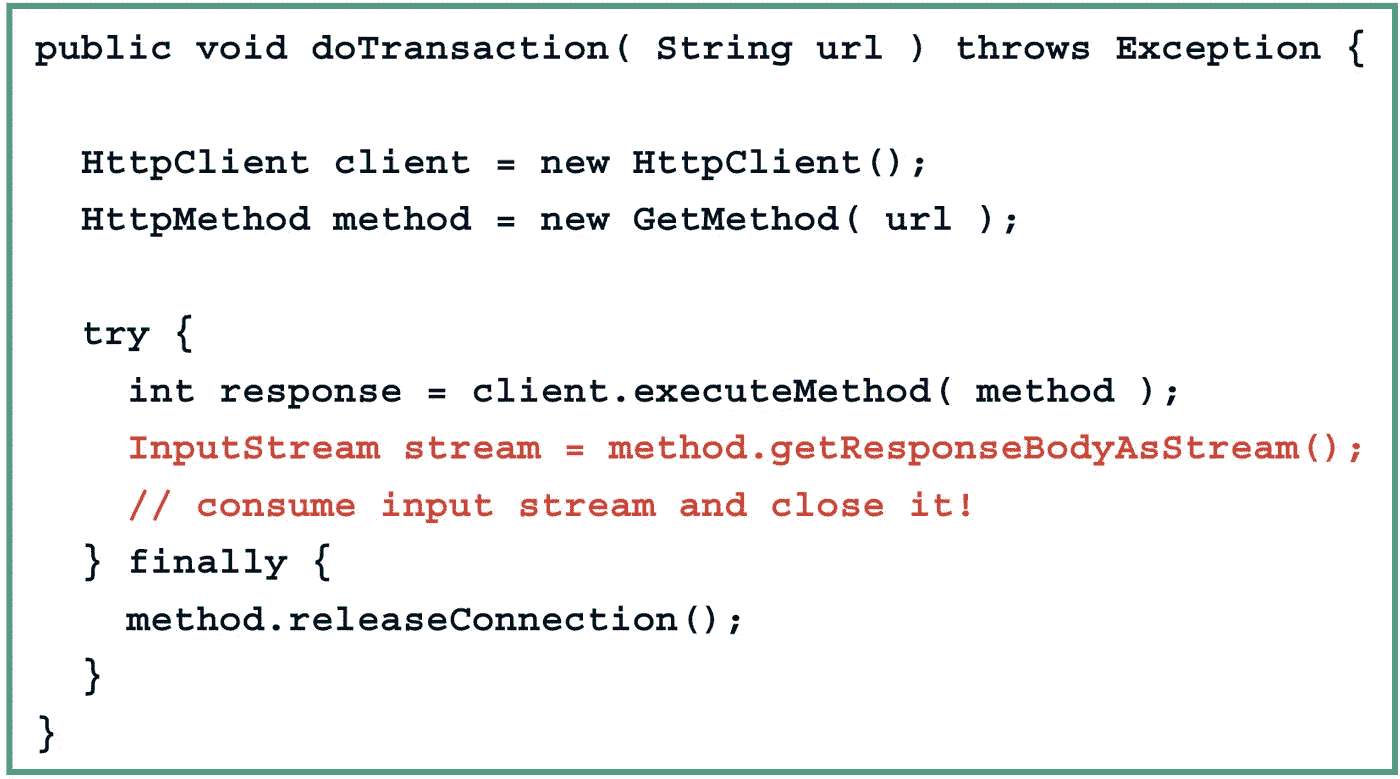 public void doTransaction( String url ) throws Exception {
HttpClient client = new HttpClient();
HttpMethod method = new GetMethod( url );
try {
int response = client.executeMethod( method );
InputStream stream = method.getResponseBodyAsStream();
// consume input stream and close it!
} finally {
method.releaseConnection();
}
}